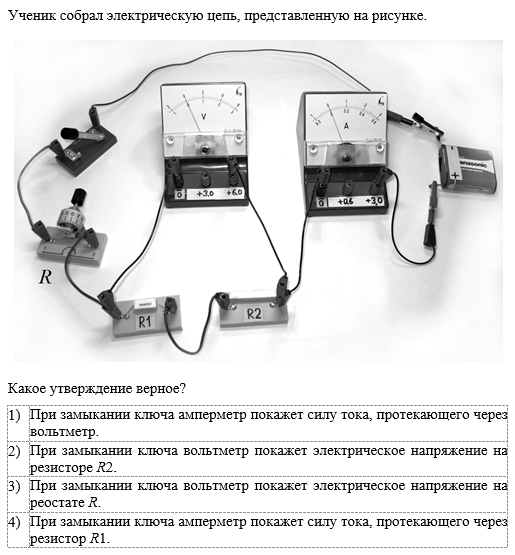 Ученик собрал электрическую цепь, представленную на рисунке.
V
A
0 +3,0 +6,0
0 +0,6 +3,0
Panasonic
+
R
R1
R2
Какое утверждение верное?
1) При замыкании ключа амперметр покажет силу тока, протекающего через
вольтметр.
2) При замыкании ключа вольтметр покажет электрическое напряжение на
резисторе R2.
3) При замыкании ключа вольтметр покажет электрическое напряжение на
реостате R.
4) При замыкании ключа амперметр покажет силу тока, протекающего через
резистор R1.